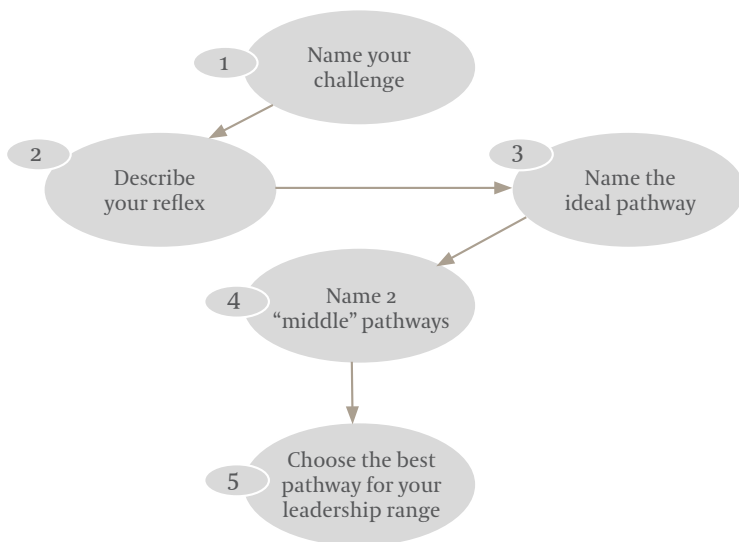 1
Name your
challenge
2
Describe
your reflex
3
Name the
ideal pathway
4
Name 2
“middle” pathways
5
Choose the best
pathway for your
leadership range